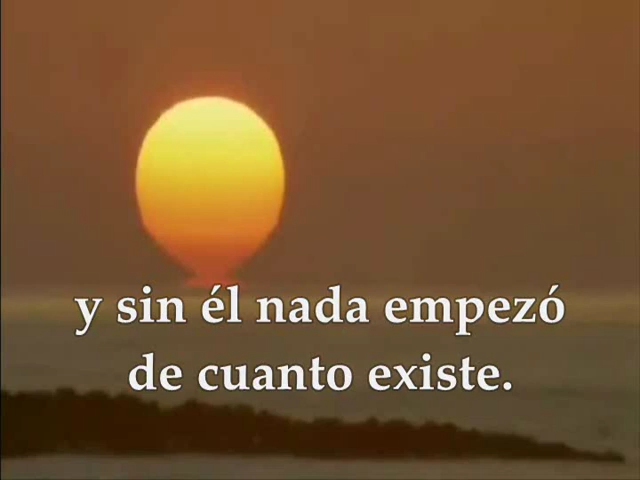 y sin él nada empezó
de cuanto existe.